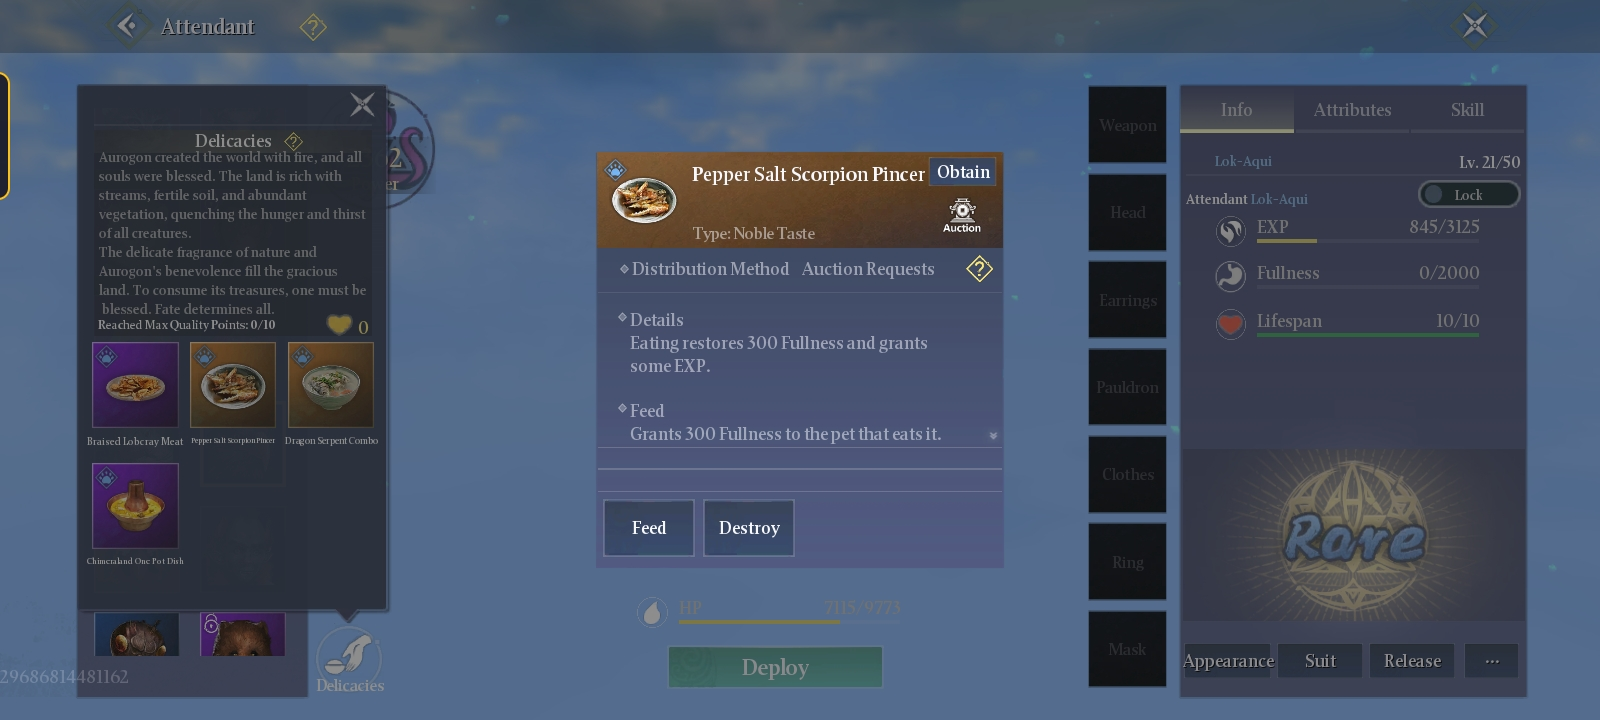 Attendant
Delicacies
Aurogon created the world with fire, and all
souls were blessed. The land is rich with
streams, fertile soil, and abundant
vegetation, quenching the hunger and thirst
of all creatures.
The delicate fragrance of nature and
Aurogon's benevolence fill the gracious
land. To consume its treasures, one must be
blessed. Fate determines all.
Reached Max Quality Points: 0/10
0
Braised Lobcray Meat
Pepper Salt Scorpion Pincer
Dragon Serpent Combo
Chimeraland One Pot Dish
29686814481162
Delicacies
Pepper Salt Scorpion Pincer
Obtain
Type: Noble Taste
Auction
Distribution Method Auction Requests
Details
Eating restores 300 Fullness and grants
some EXP.
Feed
Grants 300 Fullness to the pet that eats it.
Feed
Destroy
HP 7115/9773
Deploy
Weapon
Head
Earrings
Pauldron
Clothes
Ring
Mask
Info
Attributes
Skill
Lok-Aqui
Lv. 21/50
Attendant Lok-Aqui
Lock
EXP 845/3125
Fullness 0/2000
Lifespan 10/10
Rare
Appearance
Suit
Release
...